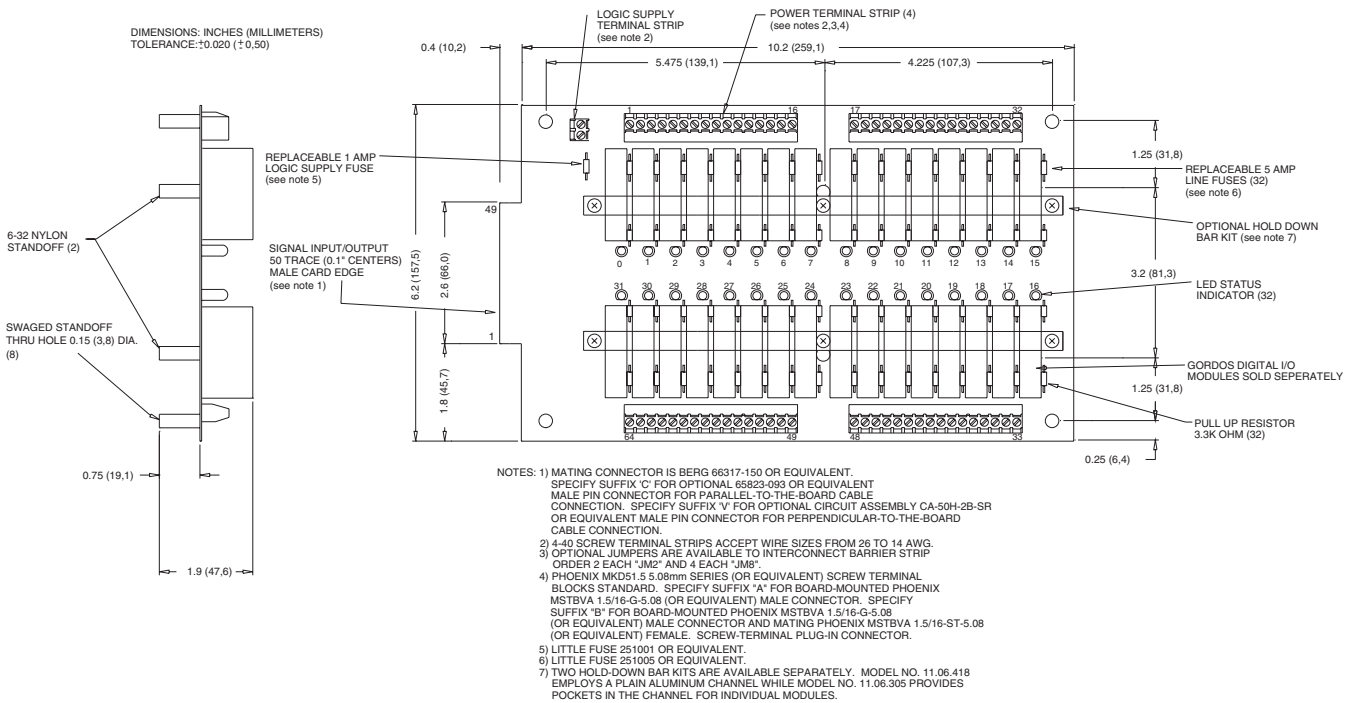 DIMENSIONS: INCHES (MILLIMETERS)
TOLERANCE:±0.020 (±0,50)
LOGIC SUPPLY
TERMINAL STRIP
(see note 2)
POWER TERMINAL STRIP (4)
(see notes 2,3,4)
0.4 (10,2)
10.2 (259,1)
5.475 (139,1)
4.225 (107,3)
1
16
17
32
REPLACEABLE 1 AMP
LOGIC SUPPLY FUSE
(see note 5)
1.25 (31,8)
REPLACEABLE 5 AMP
LINE FUSES (32)
(see note 6)
6-32 NYLON
STANDOFF (2)
SIGNAL INPUT/OUTPUT
50 TRACE (0.1" CENTERS)
MALE CARD EDGE
(see note 1)
49
6.2 (157,5)
2.6 (66,0)
OPTIONAL HOLD DOWN
BAR KIT (see note 7)
0 1 2 3 4 5 6 7 8 9 10 11 12 13 14 15
3.2 (81,3)
31 30 29 28 27 26 25 24 23 22 21 20 19 18 17 16
LED STATUS
INDICATOR (32)
SWAGED STANDOFF
THRU HOLE 0.15 (3,8) DIA.
(8)
1
1.8 (45,7)
GORDOS DIGITAL I/O
MODULES SOLD SEPERATELY
1.25 (31,8)
PULL UP RESISTOR
3.3K OHM (32)
64
49
48
33
0.25 (6,4)
0.75 (19,1)
1.9 (47,6)
NOTES: 1) MATING CONNECTOR IS BERG 66317-150 OR EQUIVALENT.
SPECIFY SUFFIX 'C' FOR OPTIONAL 65823-093 OR EQUIVALENT
MALE PIN CONNECTOR FOR PARALLEL-TO-THE-BOARD CABLE
CONNECTION. SPECIFY SUFFIX 'V' FOR OPTIONAL CIRCUIT ASSEMBLY CA-50H-2B-SR
OR EQUIVALENT MALE PIN CONNECTOR FOR PERPENDICULAR-TO-THE-BOARD
CABLE CONNECTION.
2) 4-40 SCREW TERMINAL STRIPS ACCEPT WIRE SIZES FROM 26 TO 14 AWG.
3) OPTIONAL JUMPERS ARE AVAILABLE TO INTERCONNECT BARRIER STRIP
ORDER 2 EACH "JM2" AND 4 EACH "JM8".
4) PHOENIX MKD51.5 5.08mm SERIES (OR EQUIVALENT) SCREW TERMINAL
BLOCKS STANDARD. SPECIFY SUFFIX "A" FOR BOARD-MOUNTED PHOENIX
MSTBVA 1.5/16-G-5.08 (OR EQUIVALENT) MALE CONNECTOR. SPECIFY
SUFFIX "B" FOR BOARD-MOUNTED PHOENIX MSTBVA 1.5/16-G-5.08
(OR EQUIVALENT) MALE CONNECTOR AND MATING PHOENIX MSTBVA 1.5/16-ST-5.08
(OR EQUIVALENT) FEMALE. SCREW-TERMINAL PLUG-IN CONNECTOR.
5) LITTLE FUSE 251001 OR EQUIVALENT.
6) LITTLE FUSE 251005 OR EQUIVALENT.
7) TWO HOLD-DOWN BAR KITS ARE AVAILABLE SEPARATELY. MODEL NO. 11.06.418
EMPLOYS A PLAIN ALUMINUM CHANNEL WHILE MODEL NO. 11.06.305 PROVIDES
POCKETS IN THE CHANNEL FOR INDIVIDUAL MODULES.